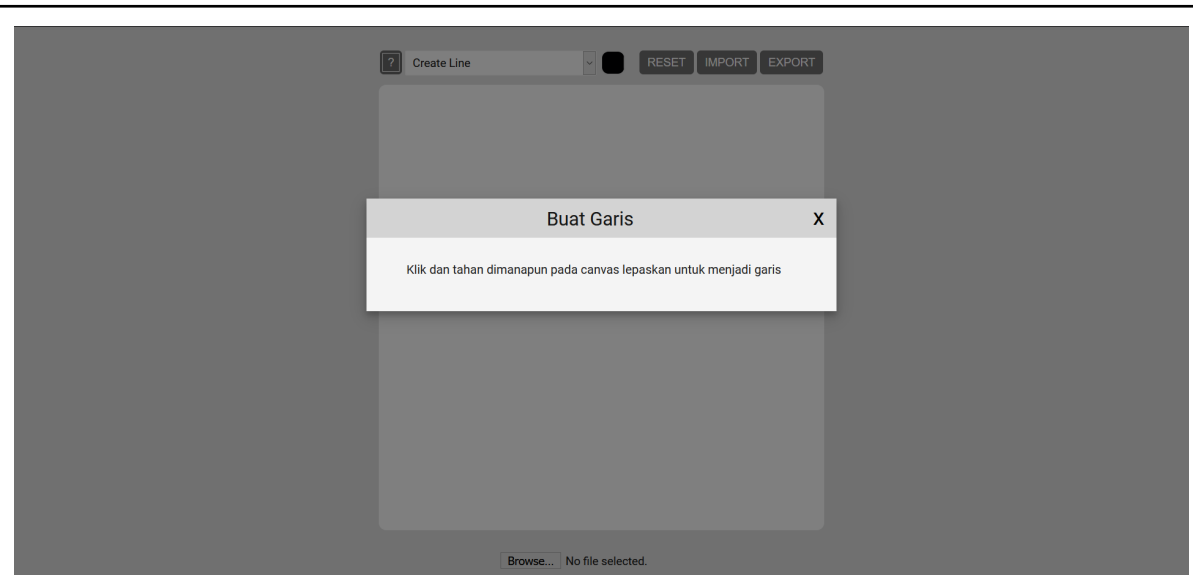 ? Create Line RESET IMPORT EXPORT
Buat Garis X
Klik dan tahan dimanapun pada canvas lepaskan untuk menjadi garis
Browse... No file selected.